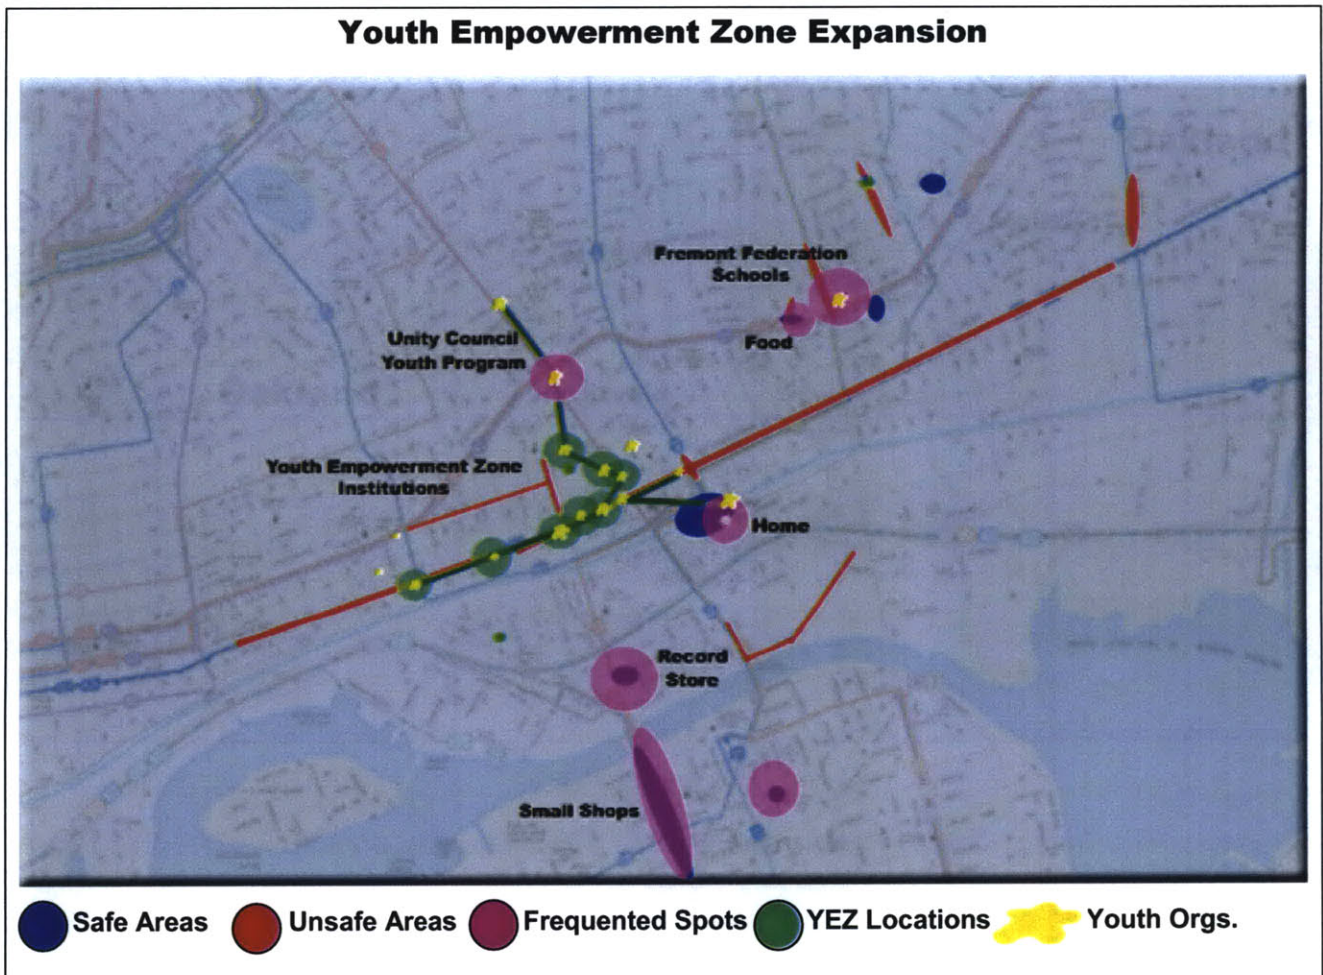 Youth Empowerment Zone Expansion
Fremont Federation
Schools
Unity Council
Youth Program
Food
Youth Empowerment Zone
Institutions
Home
Record
Store
Small Shops
Safe Areas
Unsafe Areas
Frequented Spots
YEZ Locations
Youth Orgs.